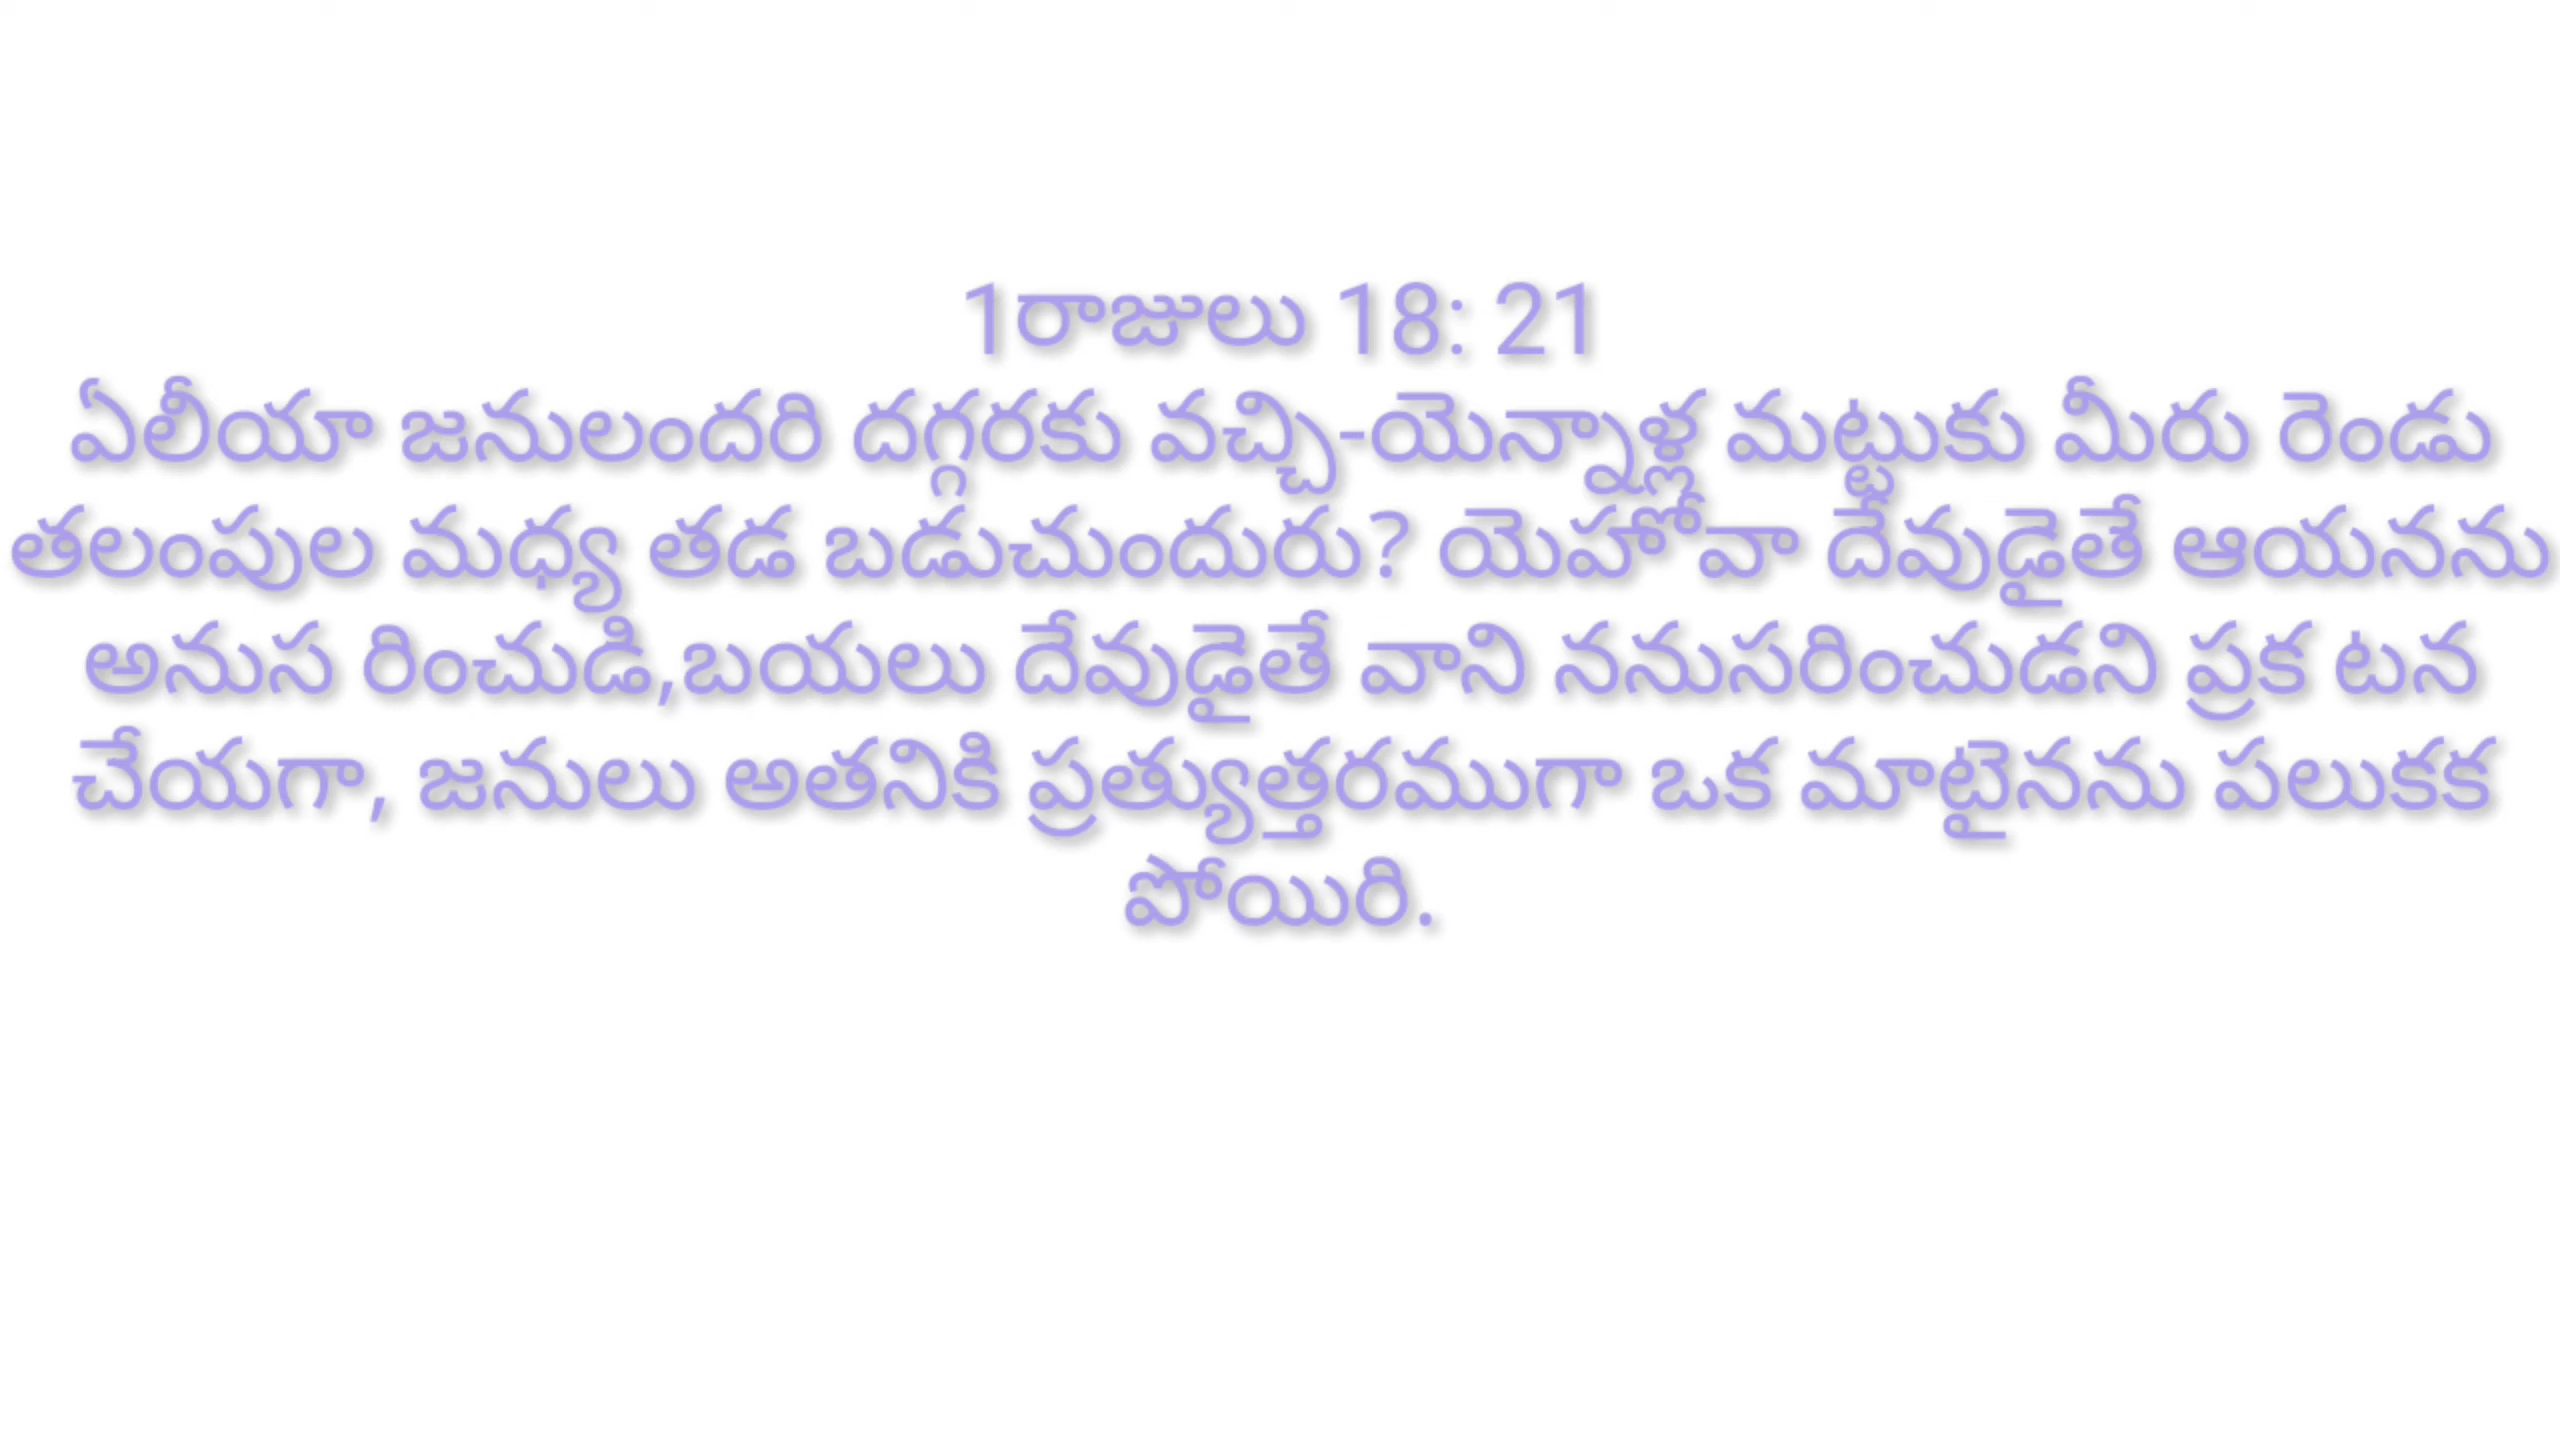 1రాజులు 18: 21
ఏలీయా జనులందరి దగ్గరకు వచ్చి-యెన్నాళ్ల మట్టుకు మీరు రెండు
తలంపుల మధ్య తడ బడుచుందురు? యెహోవా దేవుడైతే ఆయనను
అనుస రించుడి,బయలు దేవుడైతే వాని ననుసరించుడని ప్రక టన
చేయగా, జనులు అతనికి ప్రత్యుత్తరముగా ఒక మాటైనను పలుకక
పోయిరి.